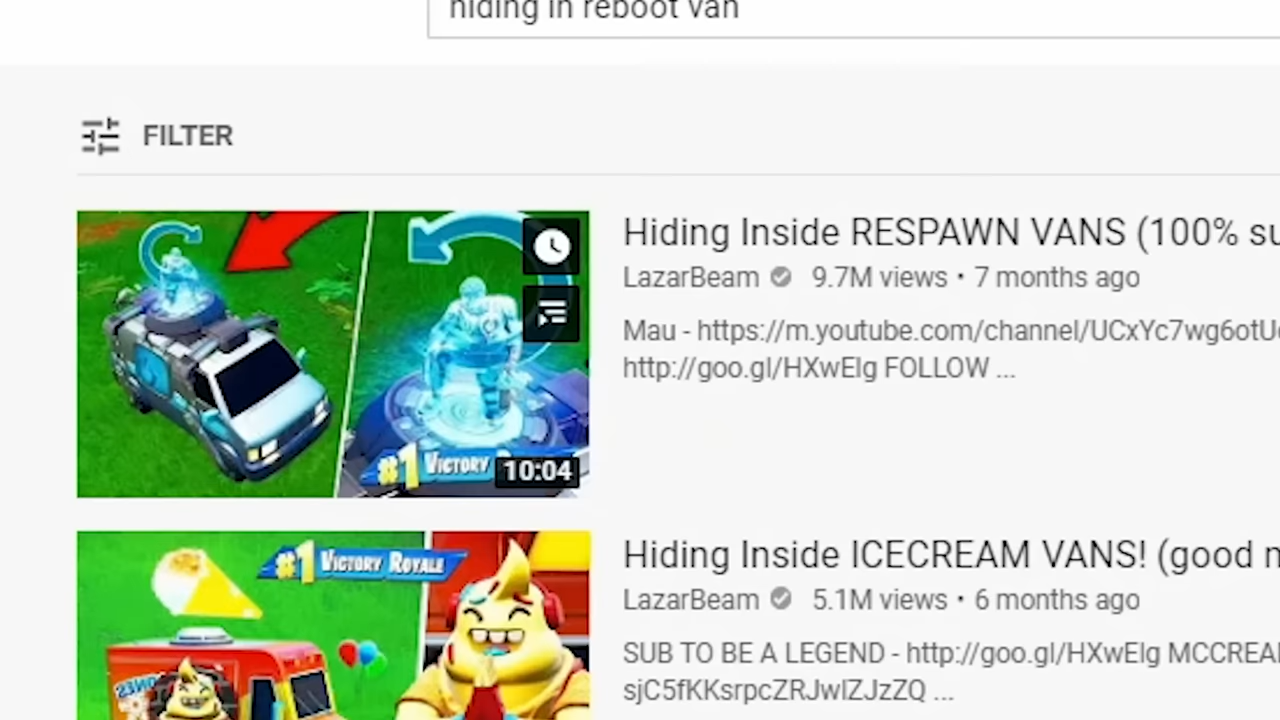 hiding in reboot van
FILTER
Hiding Inside RESPAWN VANS (100% su
LazarBeam 9.7M views • 7 months ago
Mau - https://m.youtube.com/channel/UCxYc7wg6otU
http://goo.gl/HXwElg FOLLOW ...
#1 VICTORY
10:04
#1 VICTORY ROYALE
Hiding Inside ICECREAM VANS! (good
LazarBeam 5.1M views • 6 months ago
SUB TO BE A LEGEND - http://goo.gl/HXwElg MCCREA
sjC5fKKsrpcZRJwIZJzZQ ...